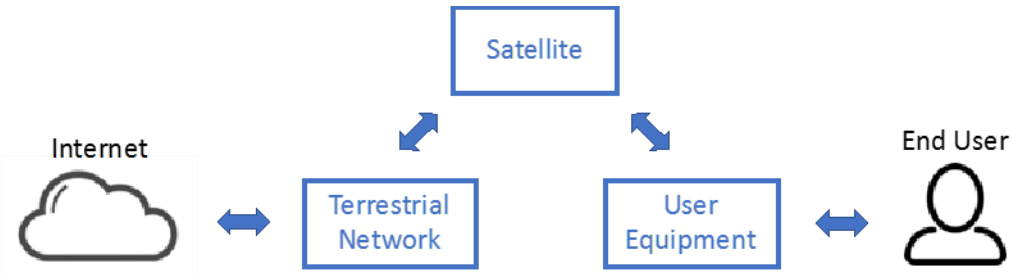 Satellite
Internet
End User
Terrestrial
Network
User
Equipment